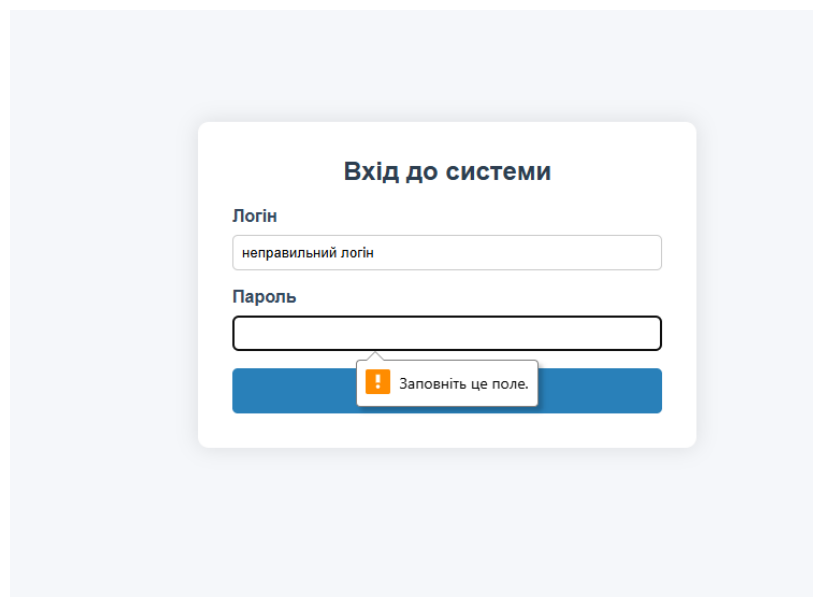 Вхід до системи
Логін
неправильний логін
Пароль
Заповніть це поле.